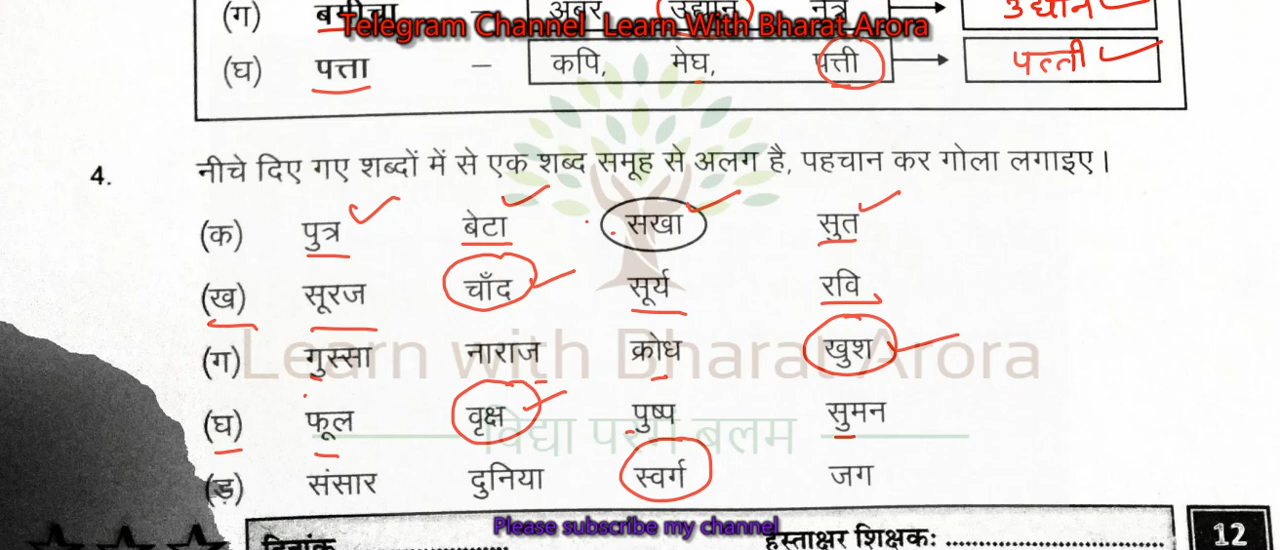 (ग) बगीचा – अंबर, उद्यान, नेत्र उद्यान
Telegram Channel Learn With Bharat Arora
(घ) पत्ता – कपि, मेघ, पत्ती पत्ती
4. नीचे दिए गए शब्दों में से एक शब्द समूह से अलग है, पहचान कर गोला लगाइए।
(क) पुत्र बेटा सखा सुत
(ख) सूरज चाँद सूर्य रवि
Learn with Bharat Arora
(ग) गुस्सा नाराज क्रोध खुश
(घ) फूल वृक्ष पुष्प सुमन
विद्या परम बलम
(ड़) संसार दुनिया स्वर्ग जग
Please subscribe my channel
दिनांक .................. हस्ताक्षर शिक्षक: .................................. 12